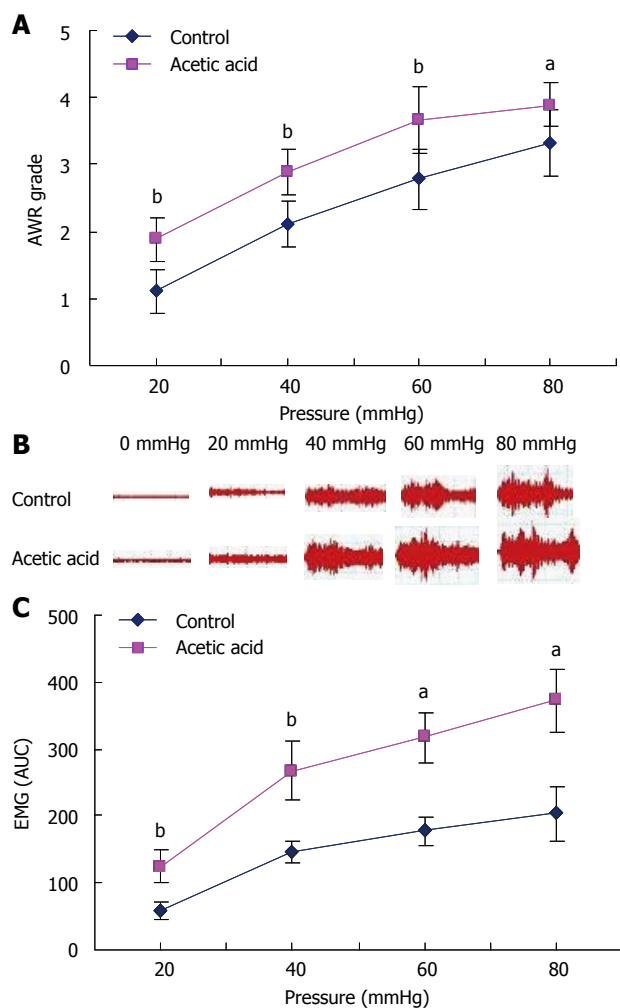 A
5
4
3
2
1
0
AWR grade
Control
Acetic acid
b
b
b
a
20 40 60 80
Pressure (mmHg)
B
0 mmHg 20 mmHg 40 mmHg 60 mmHg 80 mmHg
Control
Acetic acid
C
500
400
300
200
100
0
EMG (AUC)
Control
Acetic acid
b
b
a
a
20 40 60 80
Pressure (mmHg)